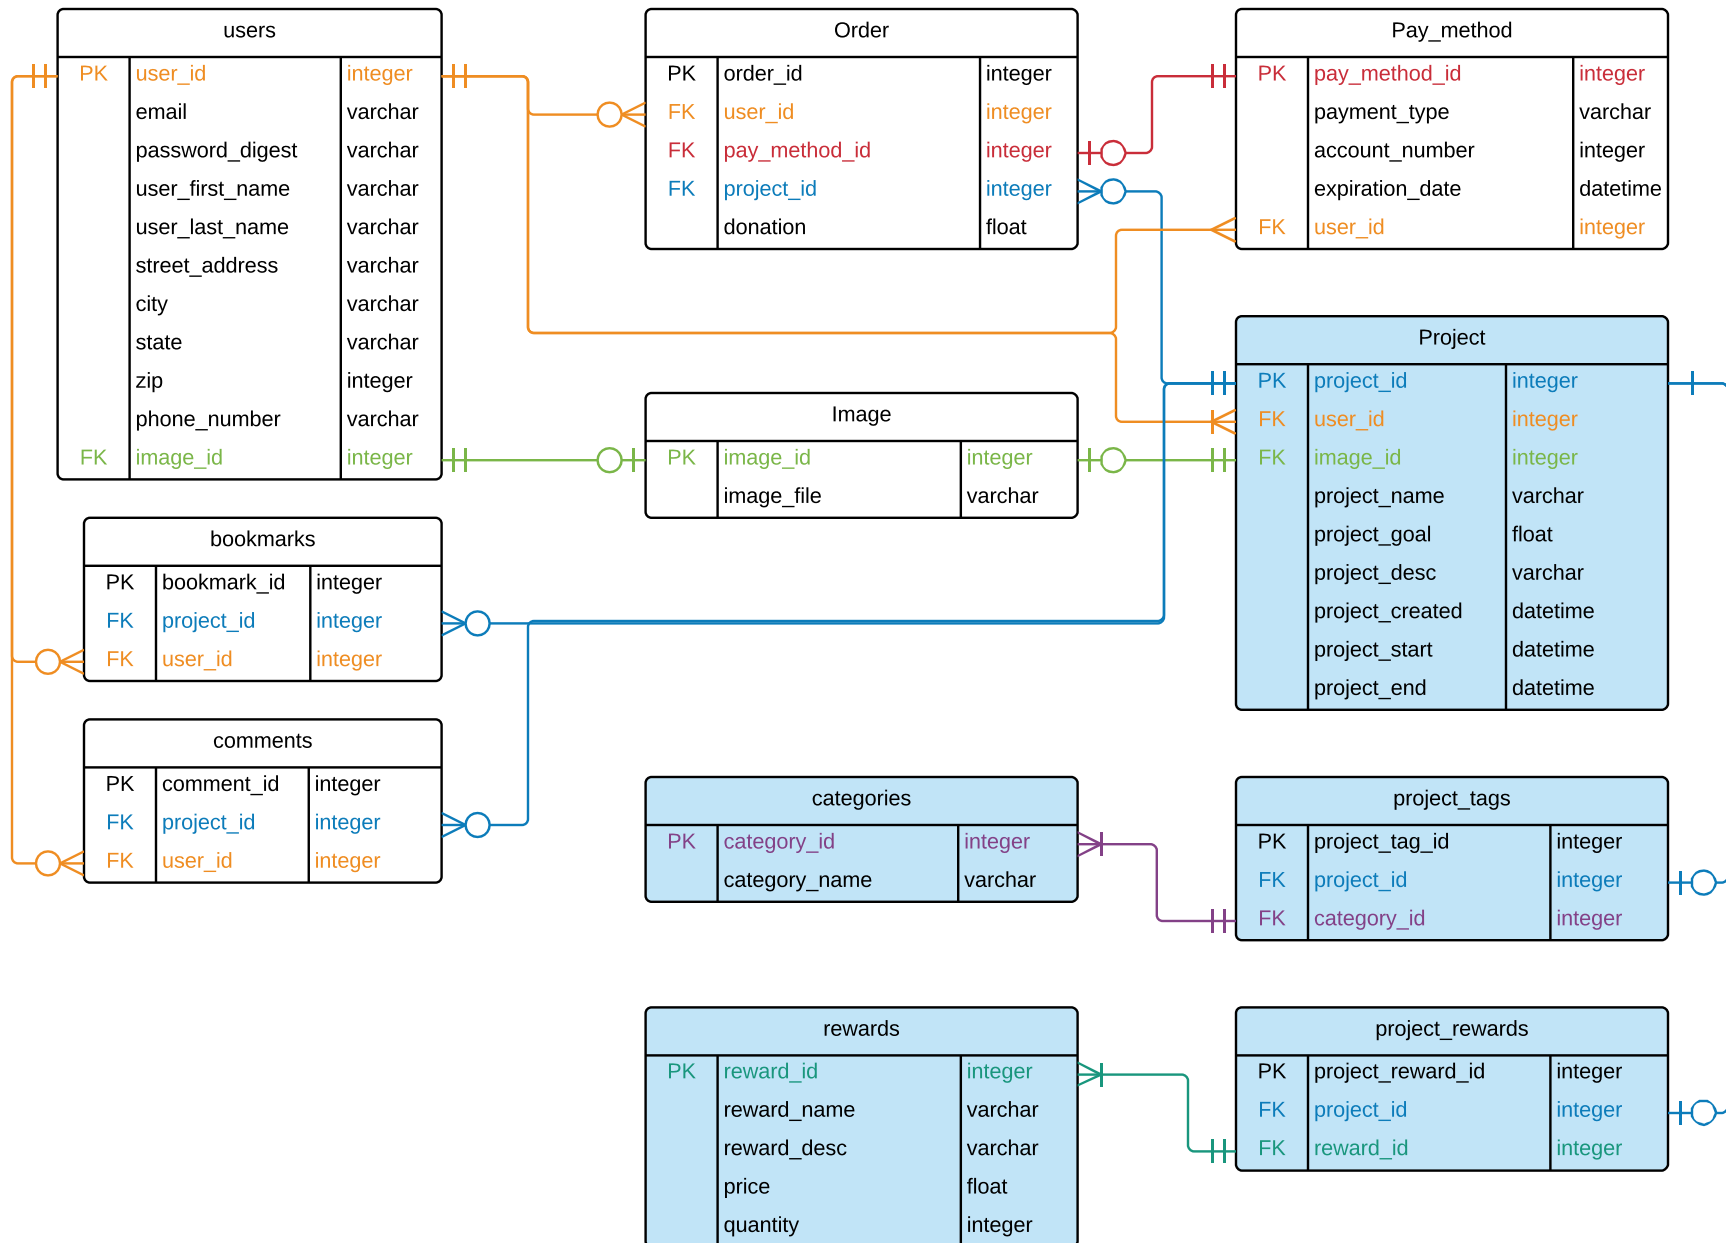 users
PK user_id integer
email varchar
password_digest varchar
user_first_name varchar
user_last_name varchar
street_address varchar
city varchar
state varchar
zip integer
phone_number varchar
FK image_id integer
Order
PK order_id integer
FK user_id integer
FK pay_method_id integer
FK project_id integer
donation float
Pay_method
PK pay_method_id integer
payment_type varchar
account_number integer
expiration_date datetime
FK user_id integer
Image
PK image_id integer
image_file varchar
Project
PK project_id integer
FK user_id integer
FK image_id integer
project_name varchar
project_goal float
project_desc varchar
project_created datetime
project_start datetime
project_end datetime
bookmarks
PK bookmark_id integer
FK project_id integer
FK user_id integer
comments
PK comment_id integer
FK project_id integer
FK user_id integer
categories
PK category_id integer
category_name varchar
project_tags
PK project_tag_id integer
FK project_id integer
FK category_id integer
rewards
PK reward_id integer
reward_name varchar
reward_desc varchar
price float
quantity integer
project_rewards
PK project_reward_id integer
FK project_id integer
FK reward_id integer